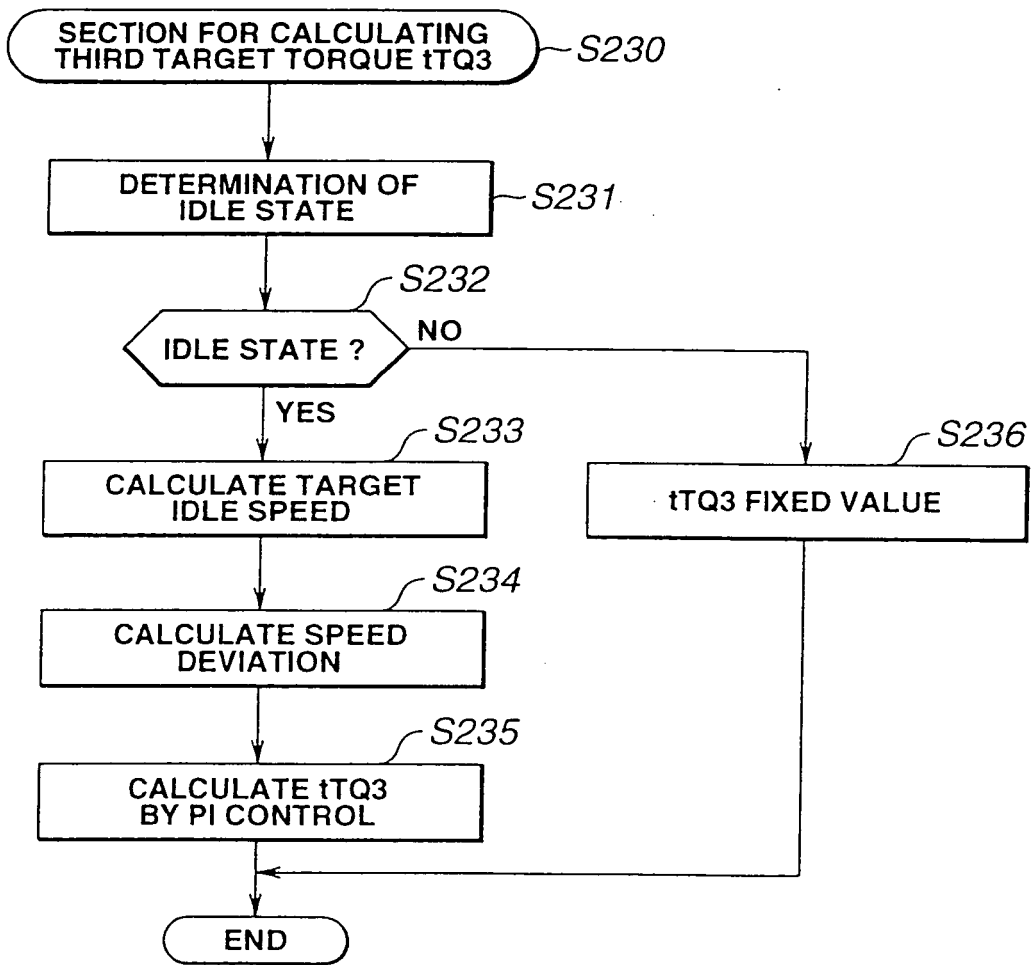 SECTION FOR CALCULATING
THIRD TARGET TORQUE tTQ3
S230
DETERMINATION OF
IDLE STATE
S231
S232
IDLE STATE ?
NO
YES
S233
CALCULATE TARGET
IDLE SPEED
S236
tTQ3 FIXED VALUE
S234
CALCULATE SPEED
DEVIATION
S235
CALCULATE tTQ3
BY PI CONTROL
END